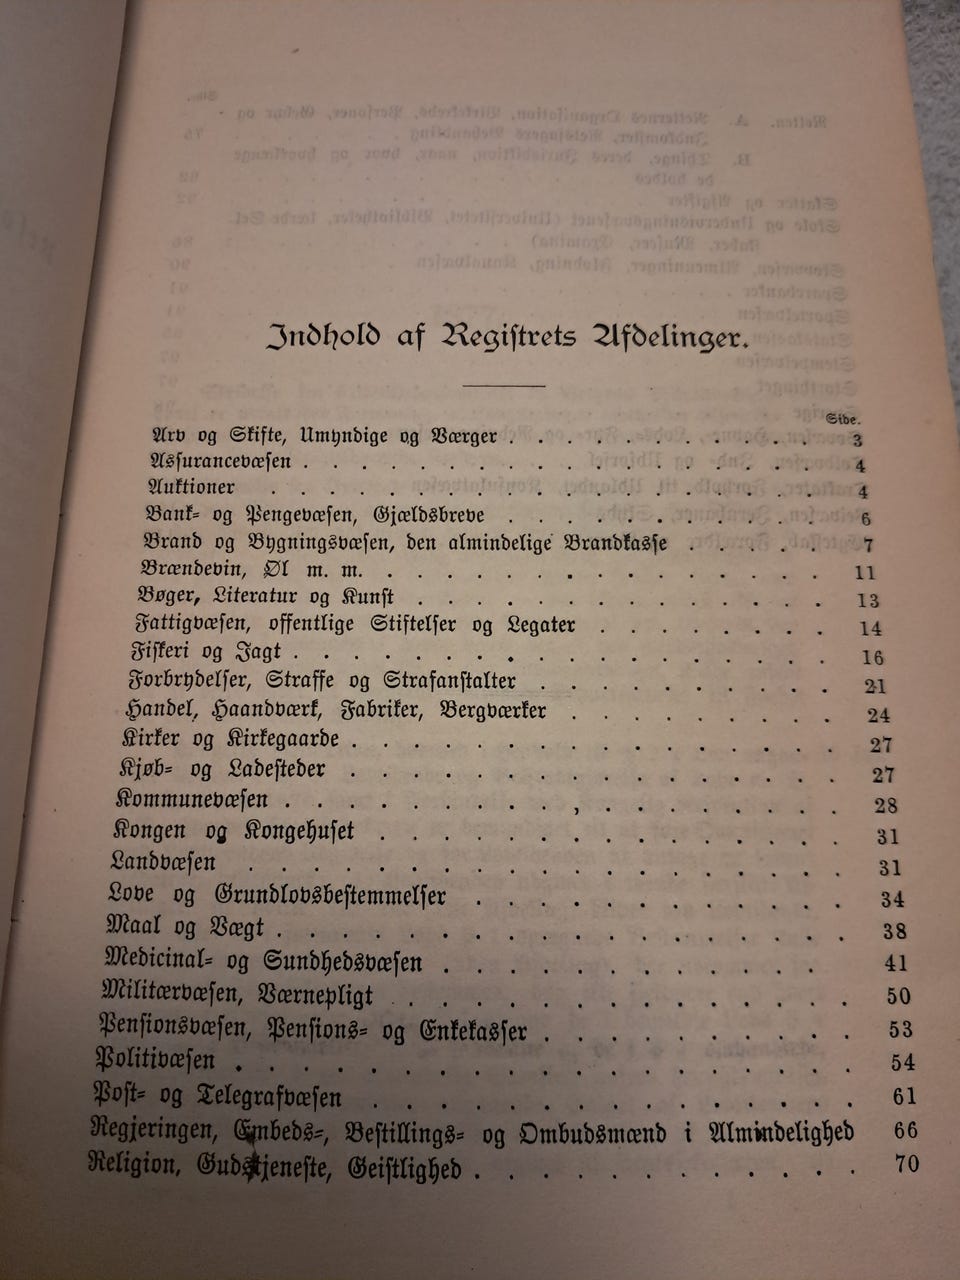 Indhold af Registrets Afdelinger.
Side.
Arv og Skifte, Umyndige og Værger . . . . . . . . . . . 3
Assurancevæsen . . . . . . . . . . . . . . . . . . 4
Auktioner . . . . . . . . . . . . . . . . . . . 4
Bank= og Pengevæsen, Gjældsbreve . . . . . . . . . . . 6
Brand og Bygningsvæsen, den almindelige Brandkasse . . . . . 7
Brændevin, Øl m. m. . . . . . . . . . . . . . . . 11
Bøger, Literatur og Kunst . . . . . . . . . . . . . . 13
Fattigvæsen, offentlige Stiftelser og Legater . . . . . . . . 14
Fiskeri og Jagt . . . . . . . . . . . . . . . . . . 16
Forbrydelser, Straffe og Strafanstalter . . . . . . . . . . 21
Handel, Haandværk, Fabriker, Bergværker . . . . . . . . . 24
Kirker og Kirkegaarde . . . . . . . . . . . . . . . . 27
Kjøb= og Ladesteder . . . . . . . . . . . . . . . . 27
Kommunevæsen . . . . . . . . . . . . . . . . . . 28
Kongen og Kongehuset . . . . . . . . . . . . . . . 31
Landvæsen . . . . . . . . . . . . . . . . . . . 31
Love og Grundlovsbestemmelser . . . . . . . . . . . . 34
Maal og Vægt . . . . . . . . . . . . . . . . . . 38
Medicinal= og Sundhedsvæsen . . . . . . . . . . . . 41
Militærvæsen, Værnepligt . . . . . . . . . . . . . . 50
Pensionsvæsen, Pensions= og Enkekasser . . . . . . . . . 53
Politivæsen . . . . . . . . . . . . . . . . . . . 54
Post= og Telegrafvæsen . . . . . . . . . . . . . . . 61
Regjeringen, Embeds=, Bestillings= og Ombudsmænd i Almindelighed 66
Religion, Gudstjeneste, Geistlighed . . . . . . . . . . . . 70